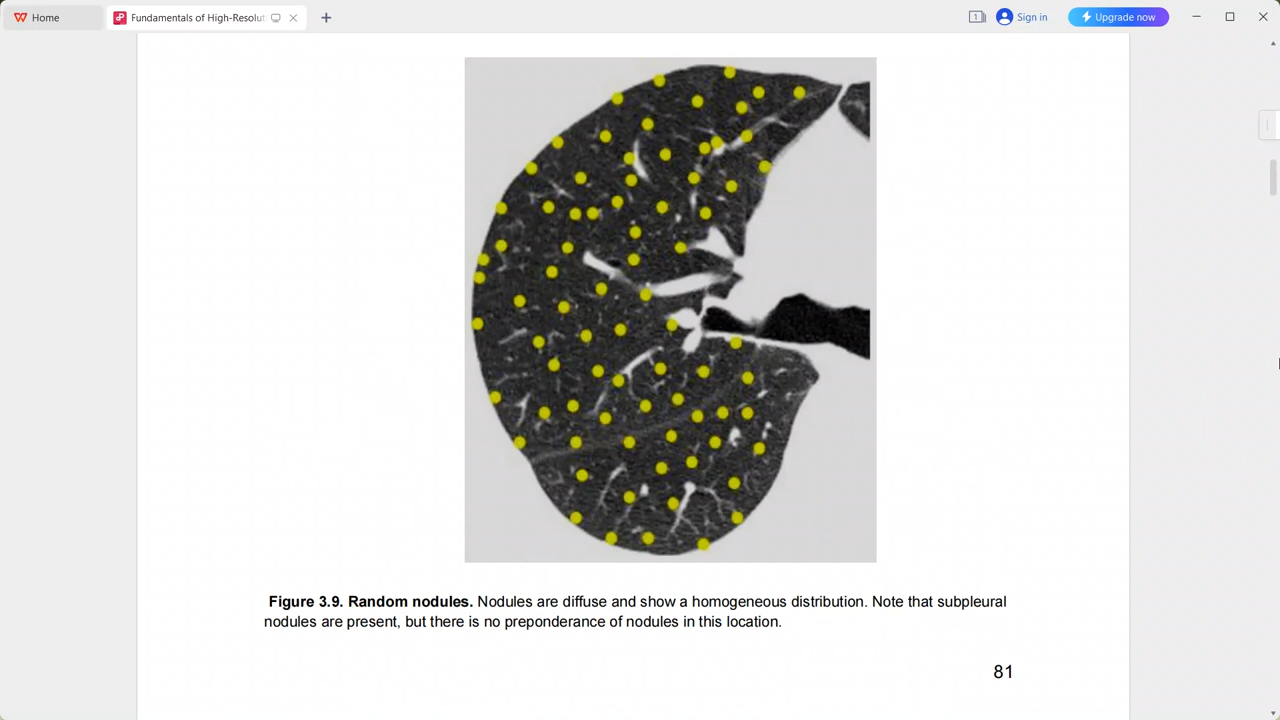 Home
Fundamentals of High-Resolut
1
Sign in
Upgrade now
Figure 3.9. Random nodules. Nodules are diffuse and show a homogeneous distribution. Note that subpleural
nodules are present, but there is no preponderance of nodules in this location.
81